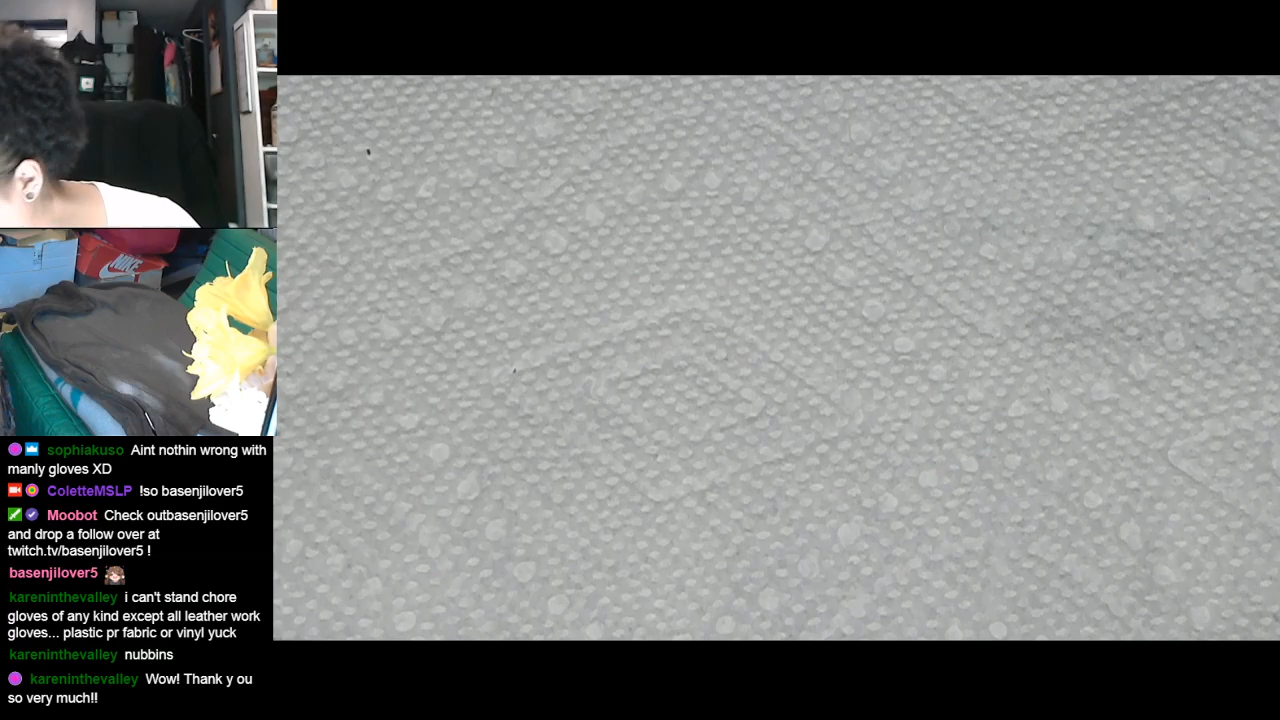 NIKE
sophiakuso Aint nothin wrong with
manly gloves XD
ColetteMSLP !so basenjilover5
Moobot Check outbasenjilover5
and drop a follow over at
twitch.tv/basenjilover5 !
basenjilover5
kareninthevalley i can't stand chore
gloves of any kind except all leather work
gloves... plastic pr fabric or vinyl yuck
kareninthevalley nubbins
kareninthevalley Wow! Thank y ou
so very much!!